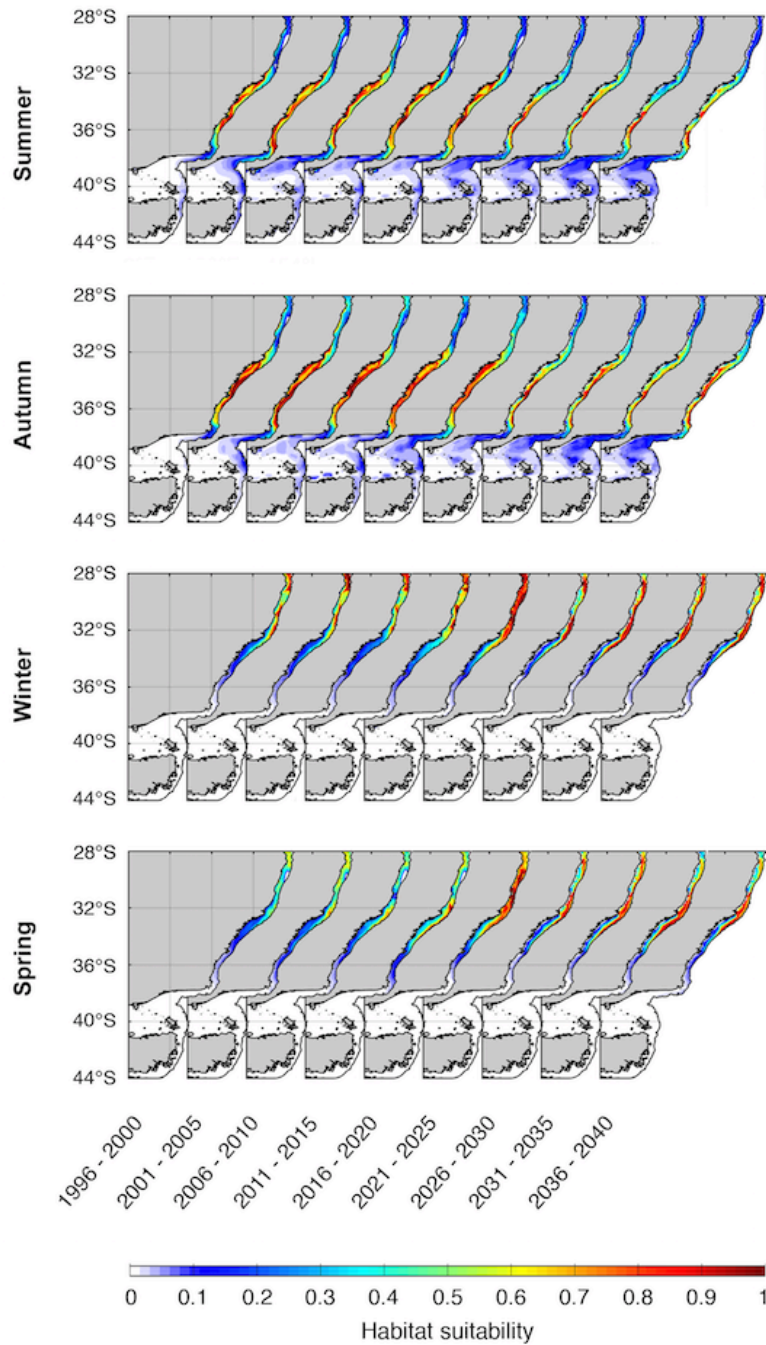 Summer
28°S
32°S
36°S
40°S
44°S
Autumn
28°S
32°S
36°S
40°S
44°S
Winter
28°S
32°S
36°S
40°S
44°S
Spring
28°S
32°S
36°S
40°S
44°S
1996 - 2000
2001 - 2005
2006 - 2010
2011 - 2015
2016 - 2020
2021 - 2025
2026 - 2030
2031 - 2035
2036 - 2040
0 0.1 0.2 0.3 0.4 0.5 0.6 0.7 0.8 0.9 1
Habitat suitability